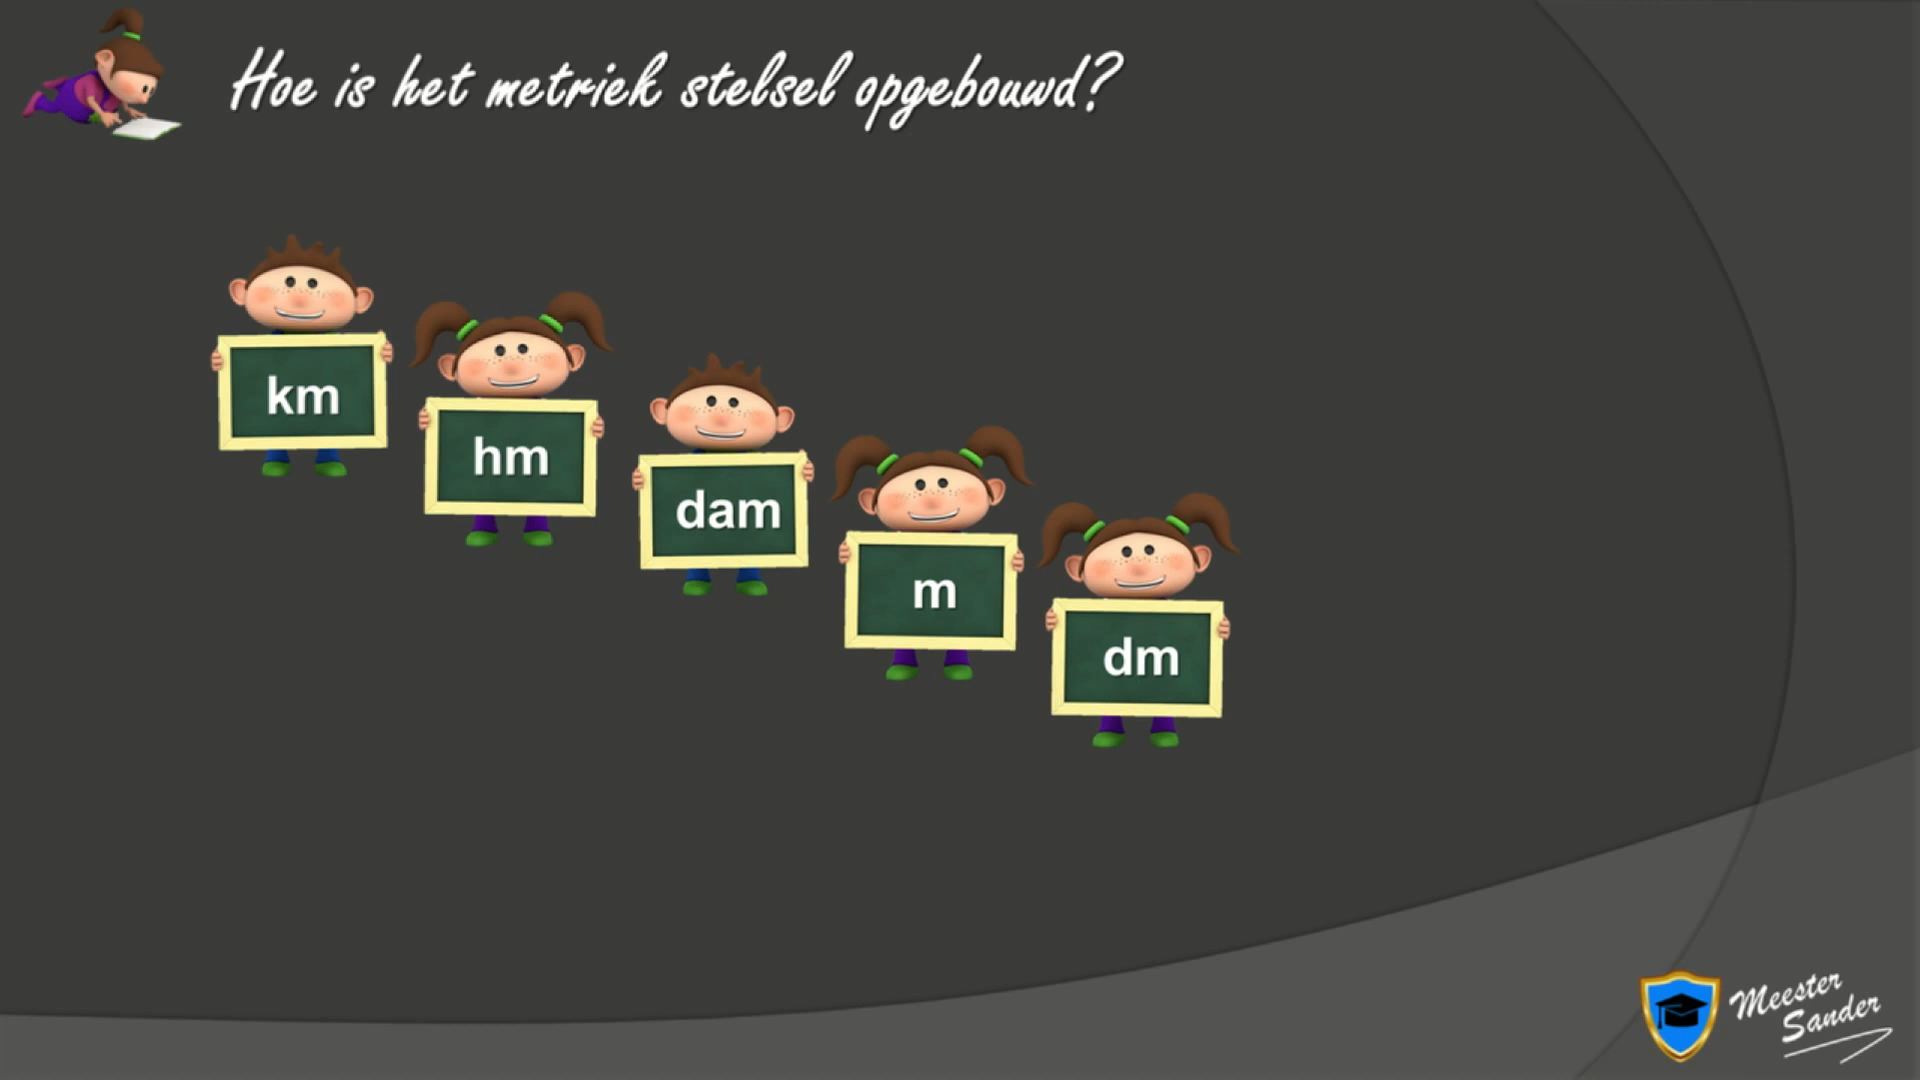 Hoe is het metriek stelsel opgebouwd?
km
hm
dam
m
dm
Meester
Sander